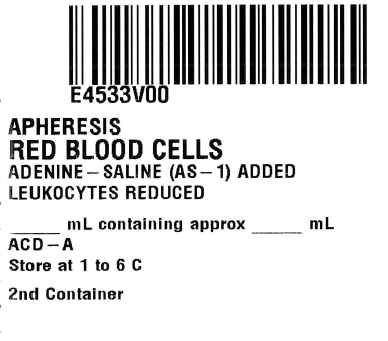 E4533V00
APHERESIS
RED BLOOD CELLS
ADENINE–SALINE (AS–1) ADDED
LEUKOCYTES REDUCED
_____ mL containing approx _____ mL
ACD–A
Store at 1 to 6 C
2nd Container